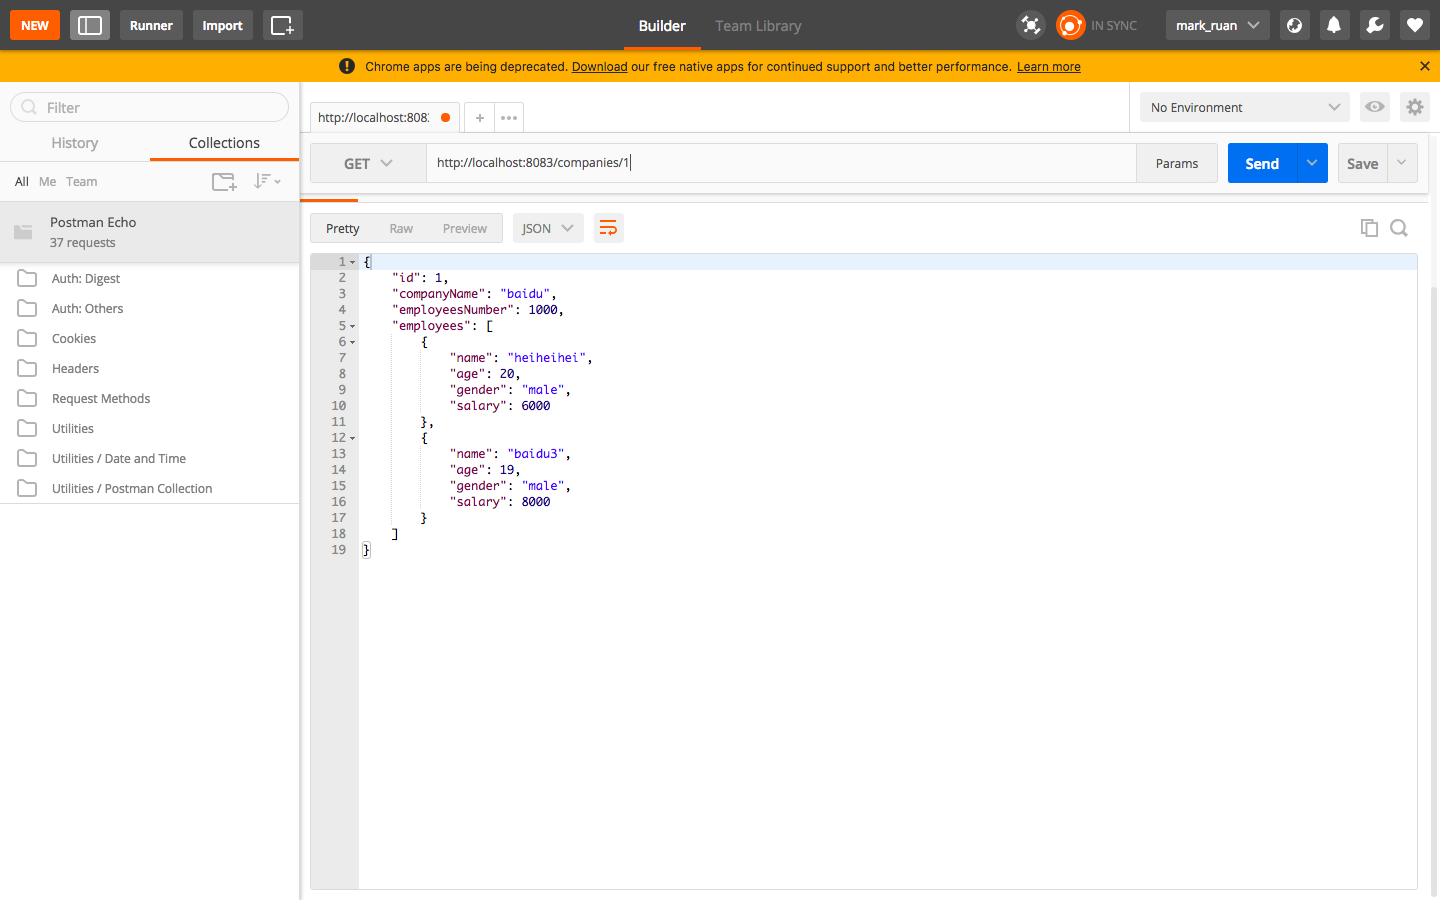 NEW Runner Import Builder Team Library IN SYNC mark_ruan
Chrome apps are being deprecated. Download our free native apps for continued support and better performance. Learn more
Filter
History Collections
All Me Team
Postman Echo
37 requests
Auth: Digest
Auth: Others
Cookies
Headers
Request Methods
Utilities
Utilities / Date and Time
Utilities / Postman Collection
http://localhost:808
No Environment
GET http://localhost:8083/companies/1 Params Send Save
Pretty Raw Preview JSON
1 {
2 "id": 1,
3 "companyName": "baidu",
4 "employeesNumber": 1000,
5 "employees": [
6 {
7 "name": "heiheihei",
8 "age": 20,
9 "gender": "male",
10 "salary": 6000
11 },
12 {
13 "name": "baidu3",
14 "age": 19,
15 "gender": "male",
16 "salary": 8000
17 }
18 ]
19 }